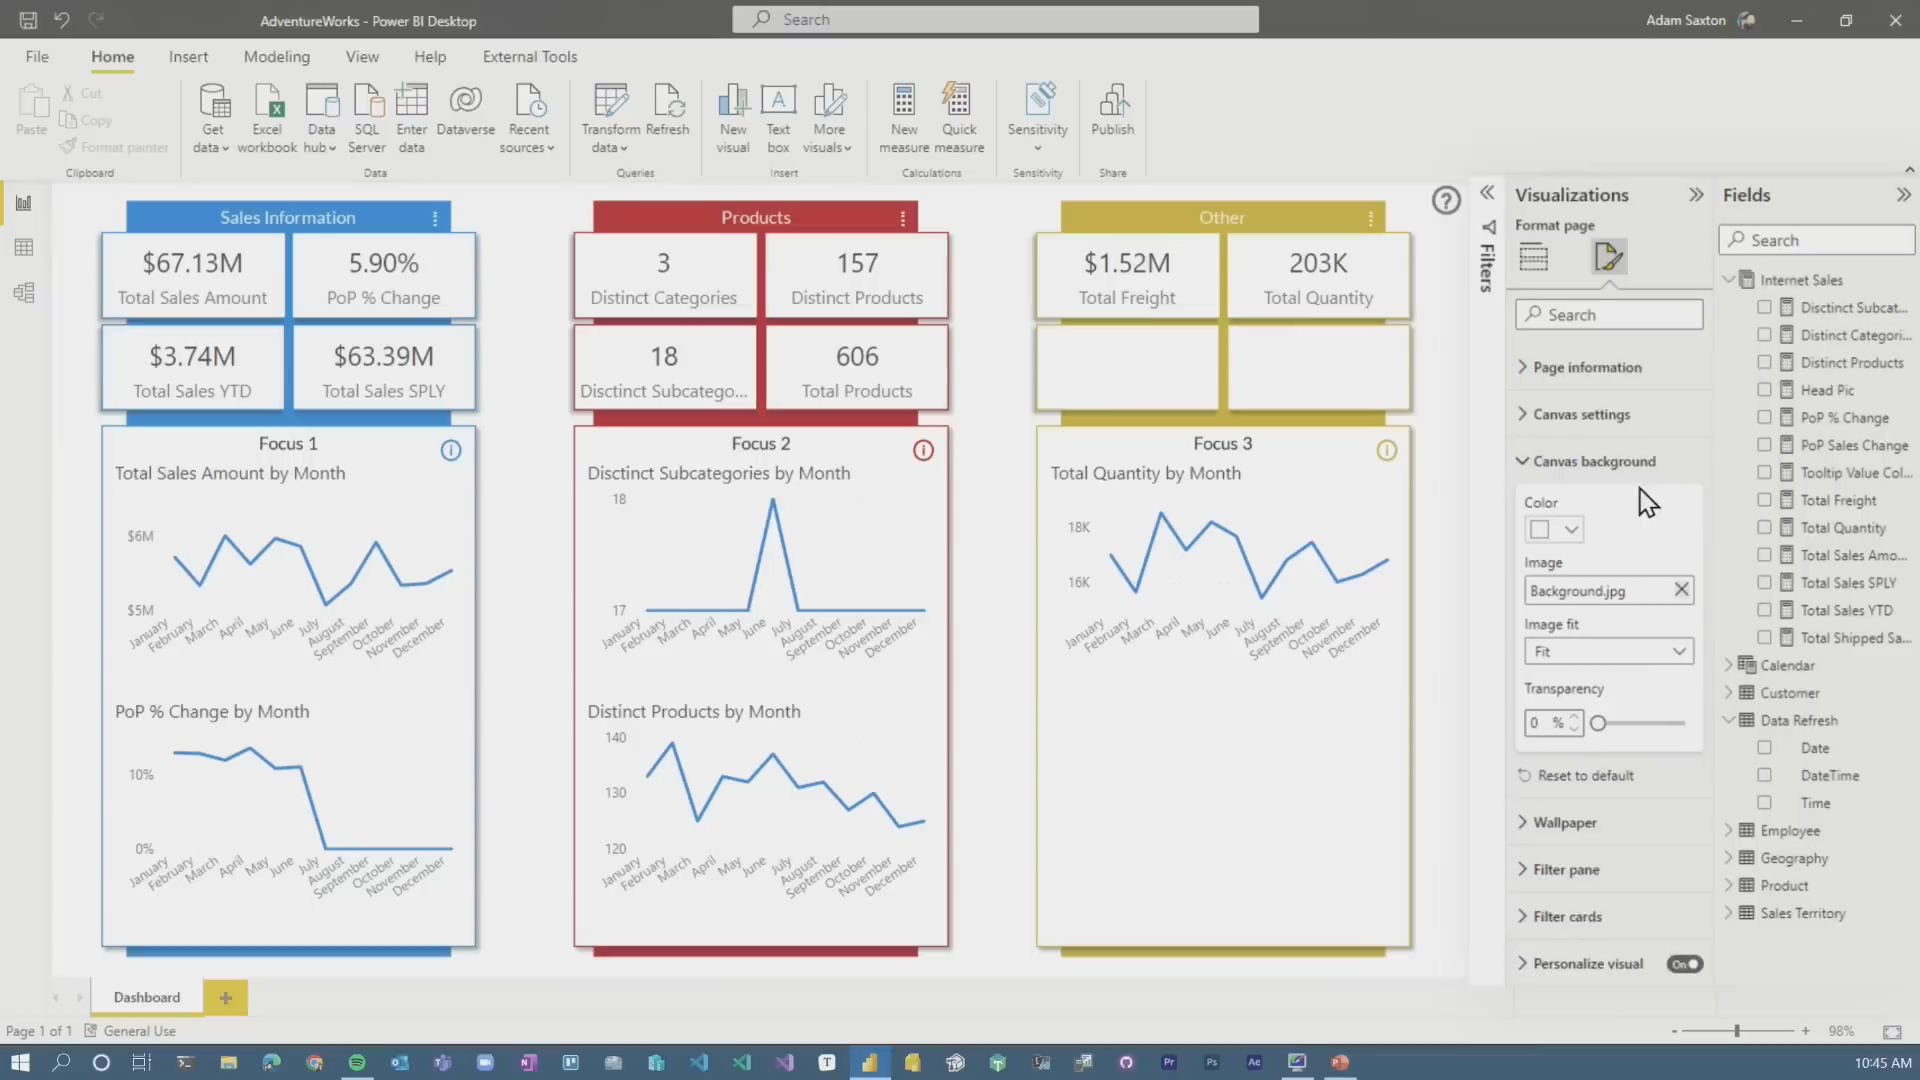 AdventureWorks - Power BI Desktop
Search
Adam Saxton
File Home Insert Modeling View Help External Tools
Paste
Cut
Copy
Format painter
Clipboard
Get data
Excel workbook
Data hub
SQL Server
Enter data
Dataverse
Recent sources
Data
Transform data
Refresh
Queries
New visual
Text box
More visuals
Insert
New measure
Quick measure
Calculations
Sensitivity
Sensitivity
Publish
Share
Sales Information
$67.13M
Total Sales Amount
5.90%
PoP % Change
$3.74M
Total Sales YTD
$63.39M
Total Sales SPLY
Focus 1
Total Sales Amount by Month
$6M
$5M
January February March April May June July August September October November December
PoP % Change by Month
10%
0%
January February March April May June July August September October November December
Products
3
Distinct Categories
157
Distinct Products
18
Disctinct Subcatego...
606
Total Products
Focus 2
Disctinct Subcategories by Month
18
17
January February March April May June July August September October November December
Distinct Products by Month
140
130
120
January February March April May June July August September October November December
Other
$1.52M
Total Freight
203K
Total Quantity
Focus 3
Total Quantity by Month
18K
16K
January February March April May June July August September October November December
Filters
Visualizations
Format page
Search
Page information
Canvas settings
Canvas background
Color
Image
Background.jpg
Image fit
Fit
Transparency
0 %
Reset to default
Wallpaper
Filter pane
Filter cards
Personalize visual
On
Fields
Search
Internet Sales
Disctinct Subcat...
Distinct Categori...
Distinct Products
Head Pic
PoP % Change
PoP Sales Change
Tooltip Value Col...
Total Freight
Total Quantity
Total Sales Amo...
Total Sales SPLY
Total Sales YTD
Total Shipped Sa...
Calendar
Customer
Data Refresh
Date
DateTime
Time
Employee
Geography
Product
Sales Territory
Dashboard
Page 1 of 1
General Use
98%
T
Pr
Ps
Ae
10:45 AM